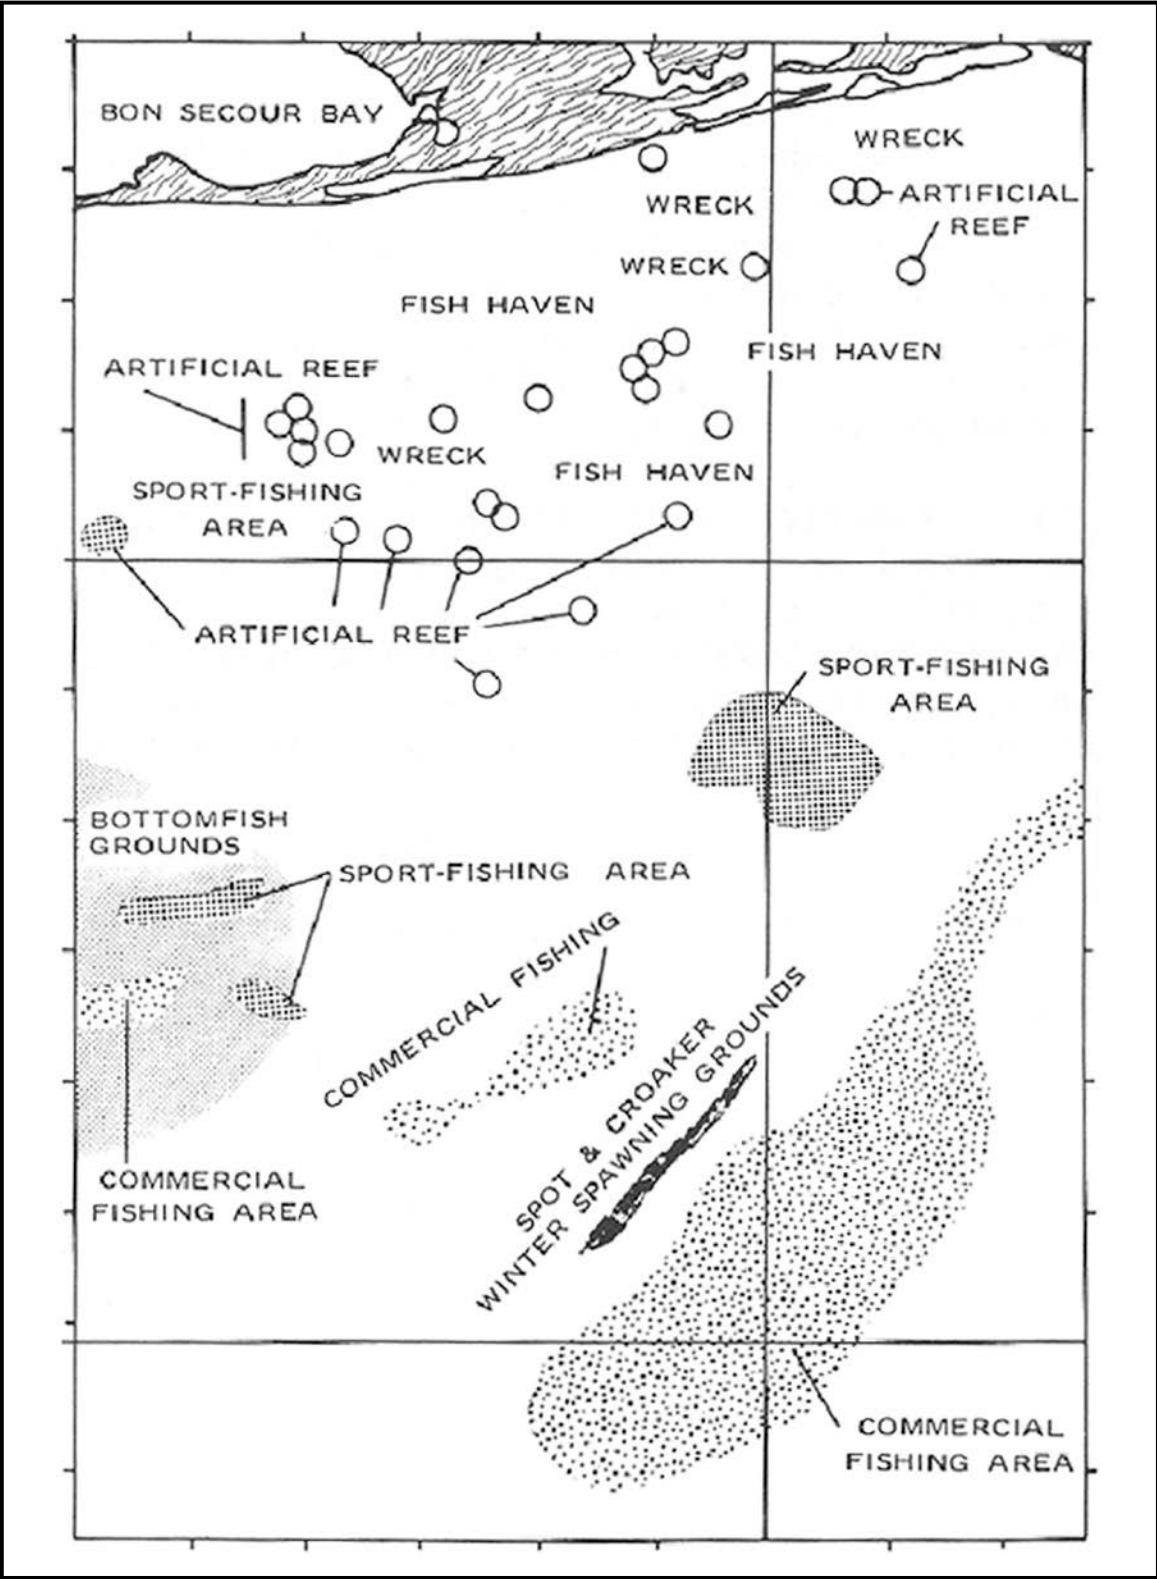 BON SECOUR BAY
WRECK
ARTIFICIAL
REEF
WRECK
WRECK
FISH HAVEN
FISH HAVEN
ARTIFICIAL REEF
WRECK
FISH HAVEN
SPORT-FISHING
AREA
ARTIFICIAL REEF
SPORT-FISHING
AREA
BOTTOMFISH
GROUNDS
SPORT-FISHING AREA
COMMERCIAL FISHING
SPOT & CROAKER
WINTER SPAWNING GROUNDS
COMMERCIAL
FISHING AREA
COMMERCIAL
FISHING AREA